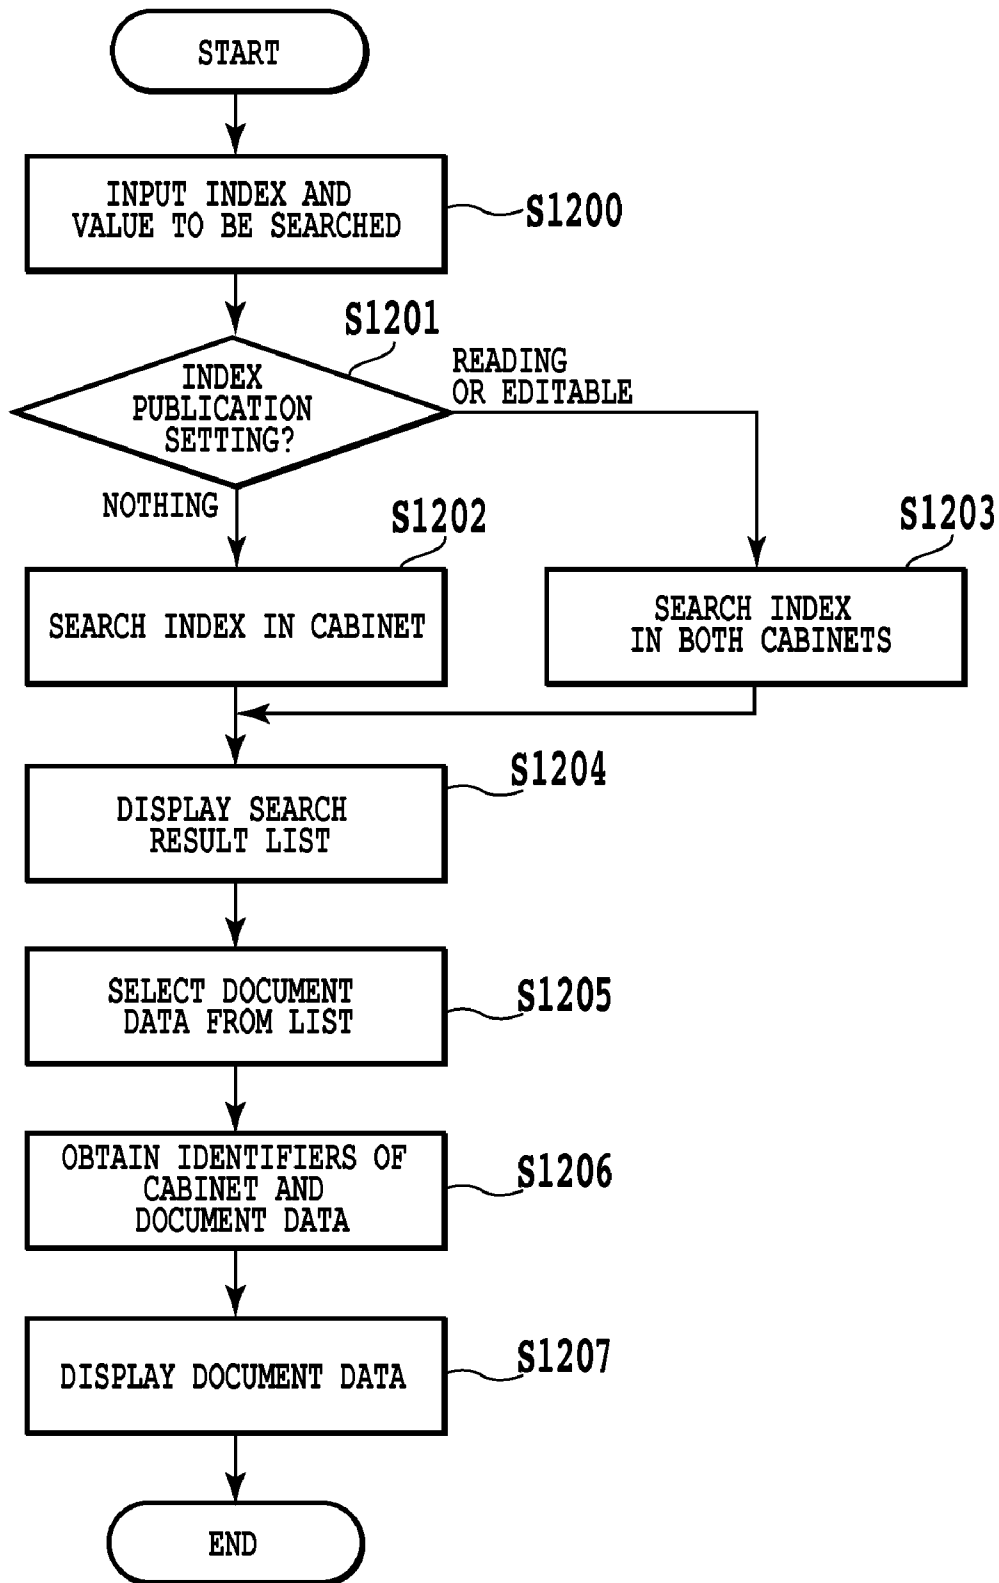 START
INPUT INDEX AND
VALUE TO BE SEARCHED
S1200
S1201
INDEX
PUBLICATION
SETTING?
READING
OR EDITABLE
NOTHING
S1202
S1203
SEARCH INDEX IN CABINET
SEARCH INDEX
IN BOTH CABINETS
S1204
DISPLAY SEARCH
RESULT LIST
SELECT DOCUMENT
DATA FROM LIST
S1205
OBTAIN IDENTIFIERS OF
CABINET AND
DOCUMENT DATA
S1206
DISPLAY DOCUMENT DATA
S1207
END